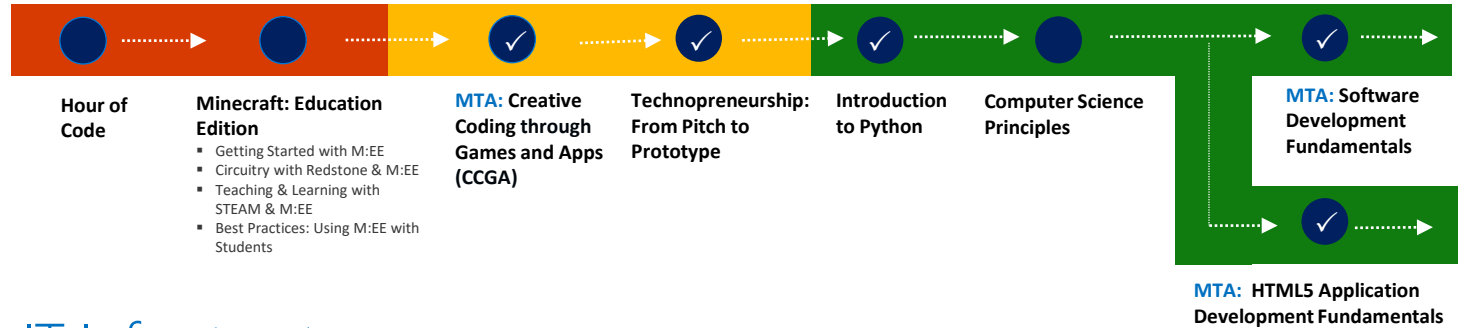 Hour of
Code
Minecraft: Education
Edition
▪ Getting Started with M:EE
▪ Circuitry with Redstone & M:EE
▪ Teaching & Learning with
STEAM & M:EE
▪ Best Practices: Using M:EE with
Students
MTA: Creative
Coding through
Games and Apps
(CCGA)
Technopreneurship:
From Pitch to
Prototype
Introduction
to Python
Computer Science
Principles
MTA: Software
Development
Fundamentals
MTA: HTML5 Application
Development Fundamentals